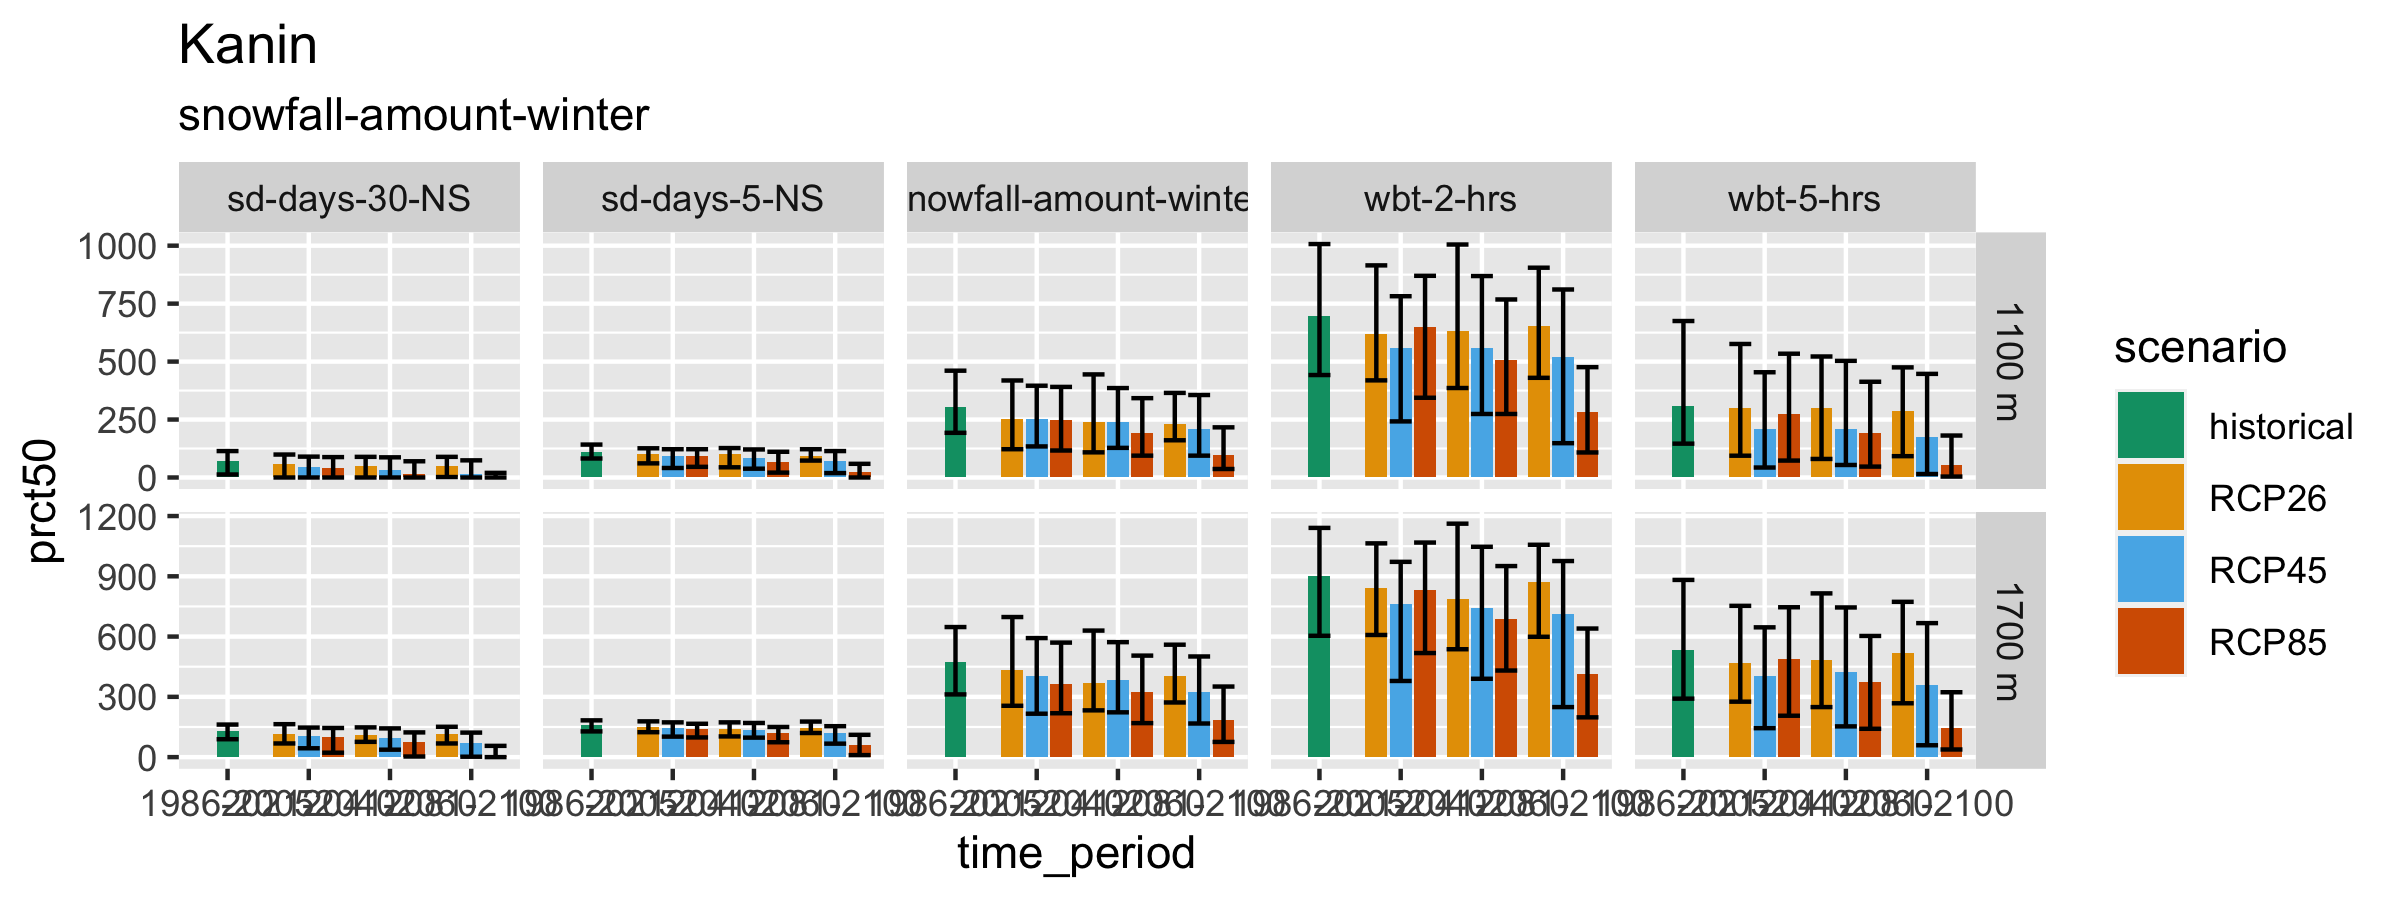 Kanin
snowfall-amount-winter
sd-days-30-NS
sd-days-5-NS
nowfall-amount-winte
wbt-2-hrs
wbt-5-hrs
1000
750
500
250
0
1100 m
1200
900
600
300
0
1700 m
prct50
time_period
scenario
historical
RCP26
RCP45
RCP85